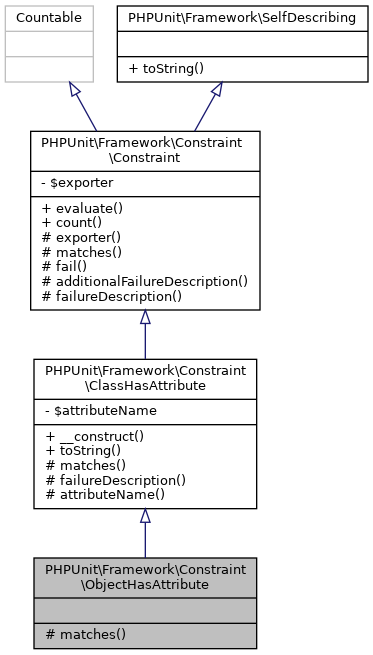 Countable
PHPUnit\Framework\SelfDescribing
+ toString()
PHPUnit\Framework\Constraint
\Constraint
- $exporter
+ evaluate()
+ count()
# exporter()
# matches()
# fail()
# additionalFailureDescription()
# failureDescription()
PHPUnit\Framework\Constraint
\ClassHasAttribute
- $attributeName
+ __construct()
+ toString()
# matches()
# failureDescription()
# attributeName()
PHPUnit\Framework\Constraint
\ObjectHasAttribute
# matches()